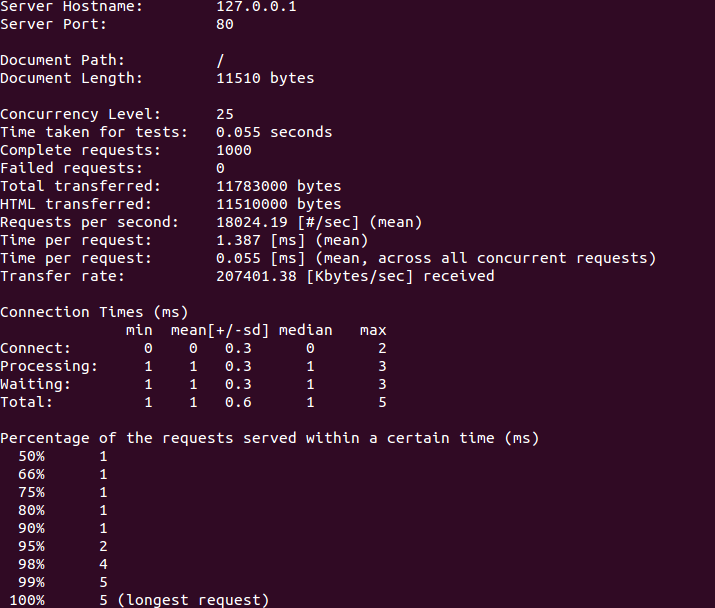 Server Hostname:        127.0.0.1
Server Port:            80
Document Path:          /
Document Length:        11510 bytes
Concurrency Level:      25
Time taken for tests:   0.055 seconds
Complete requests:      1000
Failed requests:        0
Total transferred:      11783000 bytes
HTML transferred:       11510000 bytes
Requests per second:    18024.19 [#/sec] (mean)
Time per request:       1.387 [ms] (mean)
Time per request:       0.055 [ms] (mean, across all concurrent requests)
Transfer rate:          207401.38 [Kbytes/sec] received
Connection Times (ms)
              min  mean[+/-sd] median   max
Connect:        0    0   0.3      0       2
Processing:     1    1   0.3      1       3
Waiting:        1    1   0.3      1       3
Total:          1    1   0.6      1       5
Percentage of the requests served within a certain time (ms)
  50%      1
  66%      1
  75%      1
  80%      1
  90%      1
  95%      2
  98%      4
  99%      5
 100%      5 (longest request)